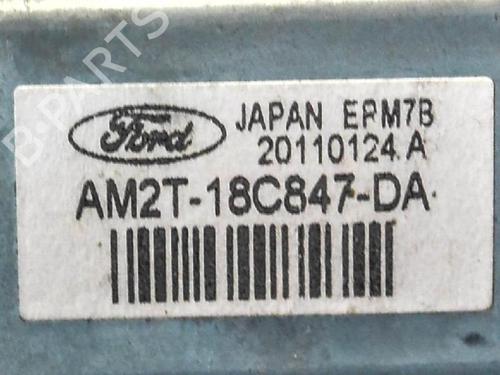 B-PARTS
Ford
JAPAN EPM7B
20110124 A
AM2T-18C847-DA